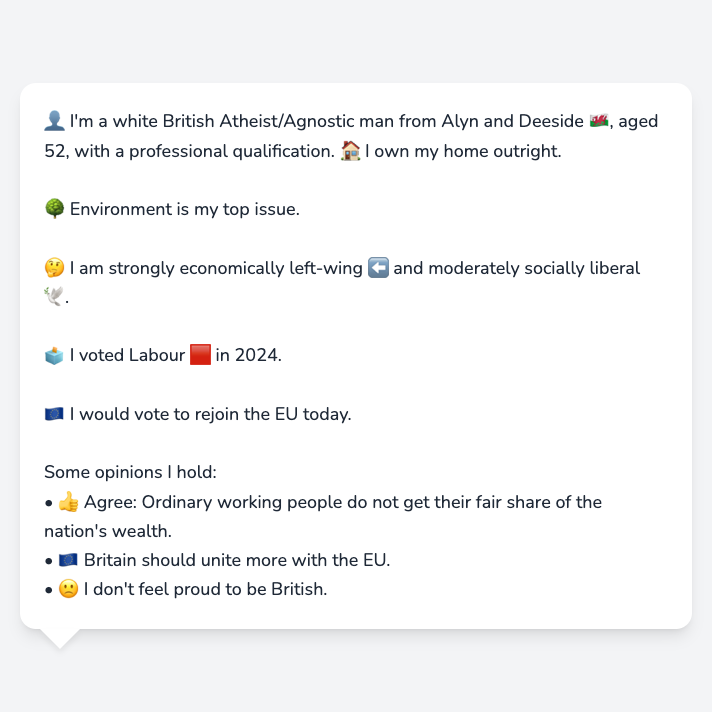 👤 I'm a white British Atheist/Agnostic man from Alyn and Deeside 🏴󠁧󠁢󠁷󠁬󠁳󠁿, aged
52, with a professional qualification. 🏠 I own my home outright.
🌳 Environment is my top issue.
🤔 I am strongly economically left-wing ⬅️ and moderately socially liberal
🕊️.
🗳️ I voted Labour 🟥 in 2024.
🇪🇺 I would vote to rejoin the EU today.
Some opinions I hold:
• 👍 Agree: Ordinary working people do not get their fair share of the
nation's wealth.
• 🇪🇺 Britain should unite more with the EU.
• 🙁 I don't feel proud to be British.